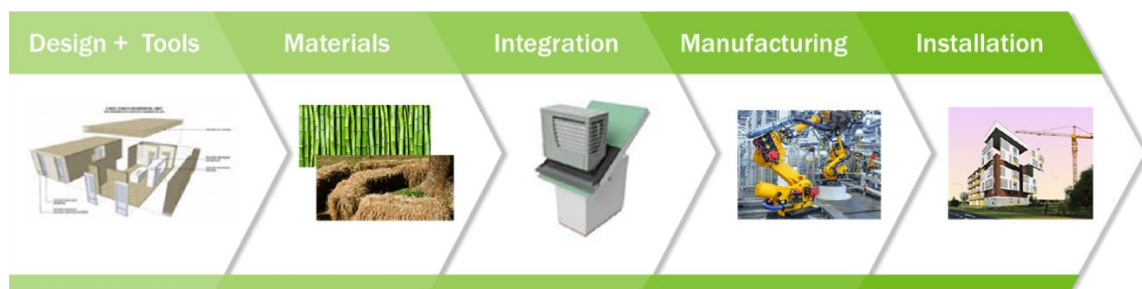 Design + Tools
Materials
Integration
Manufacturing
Installation